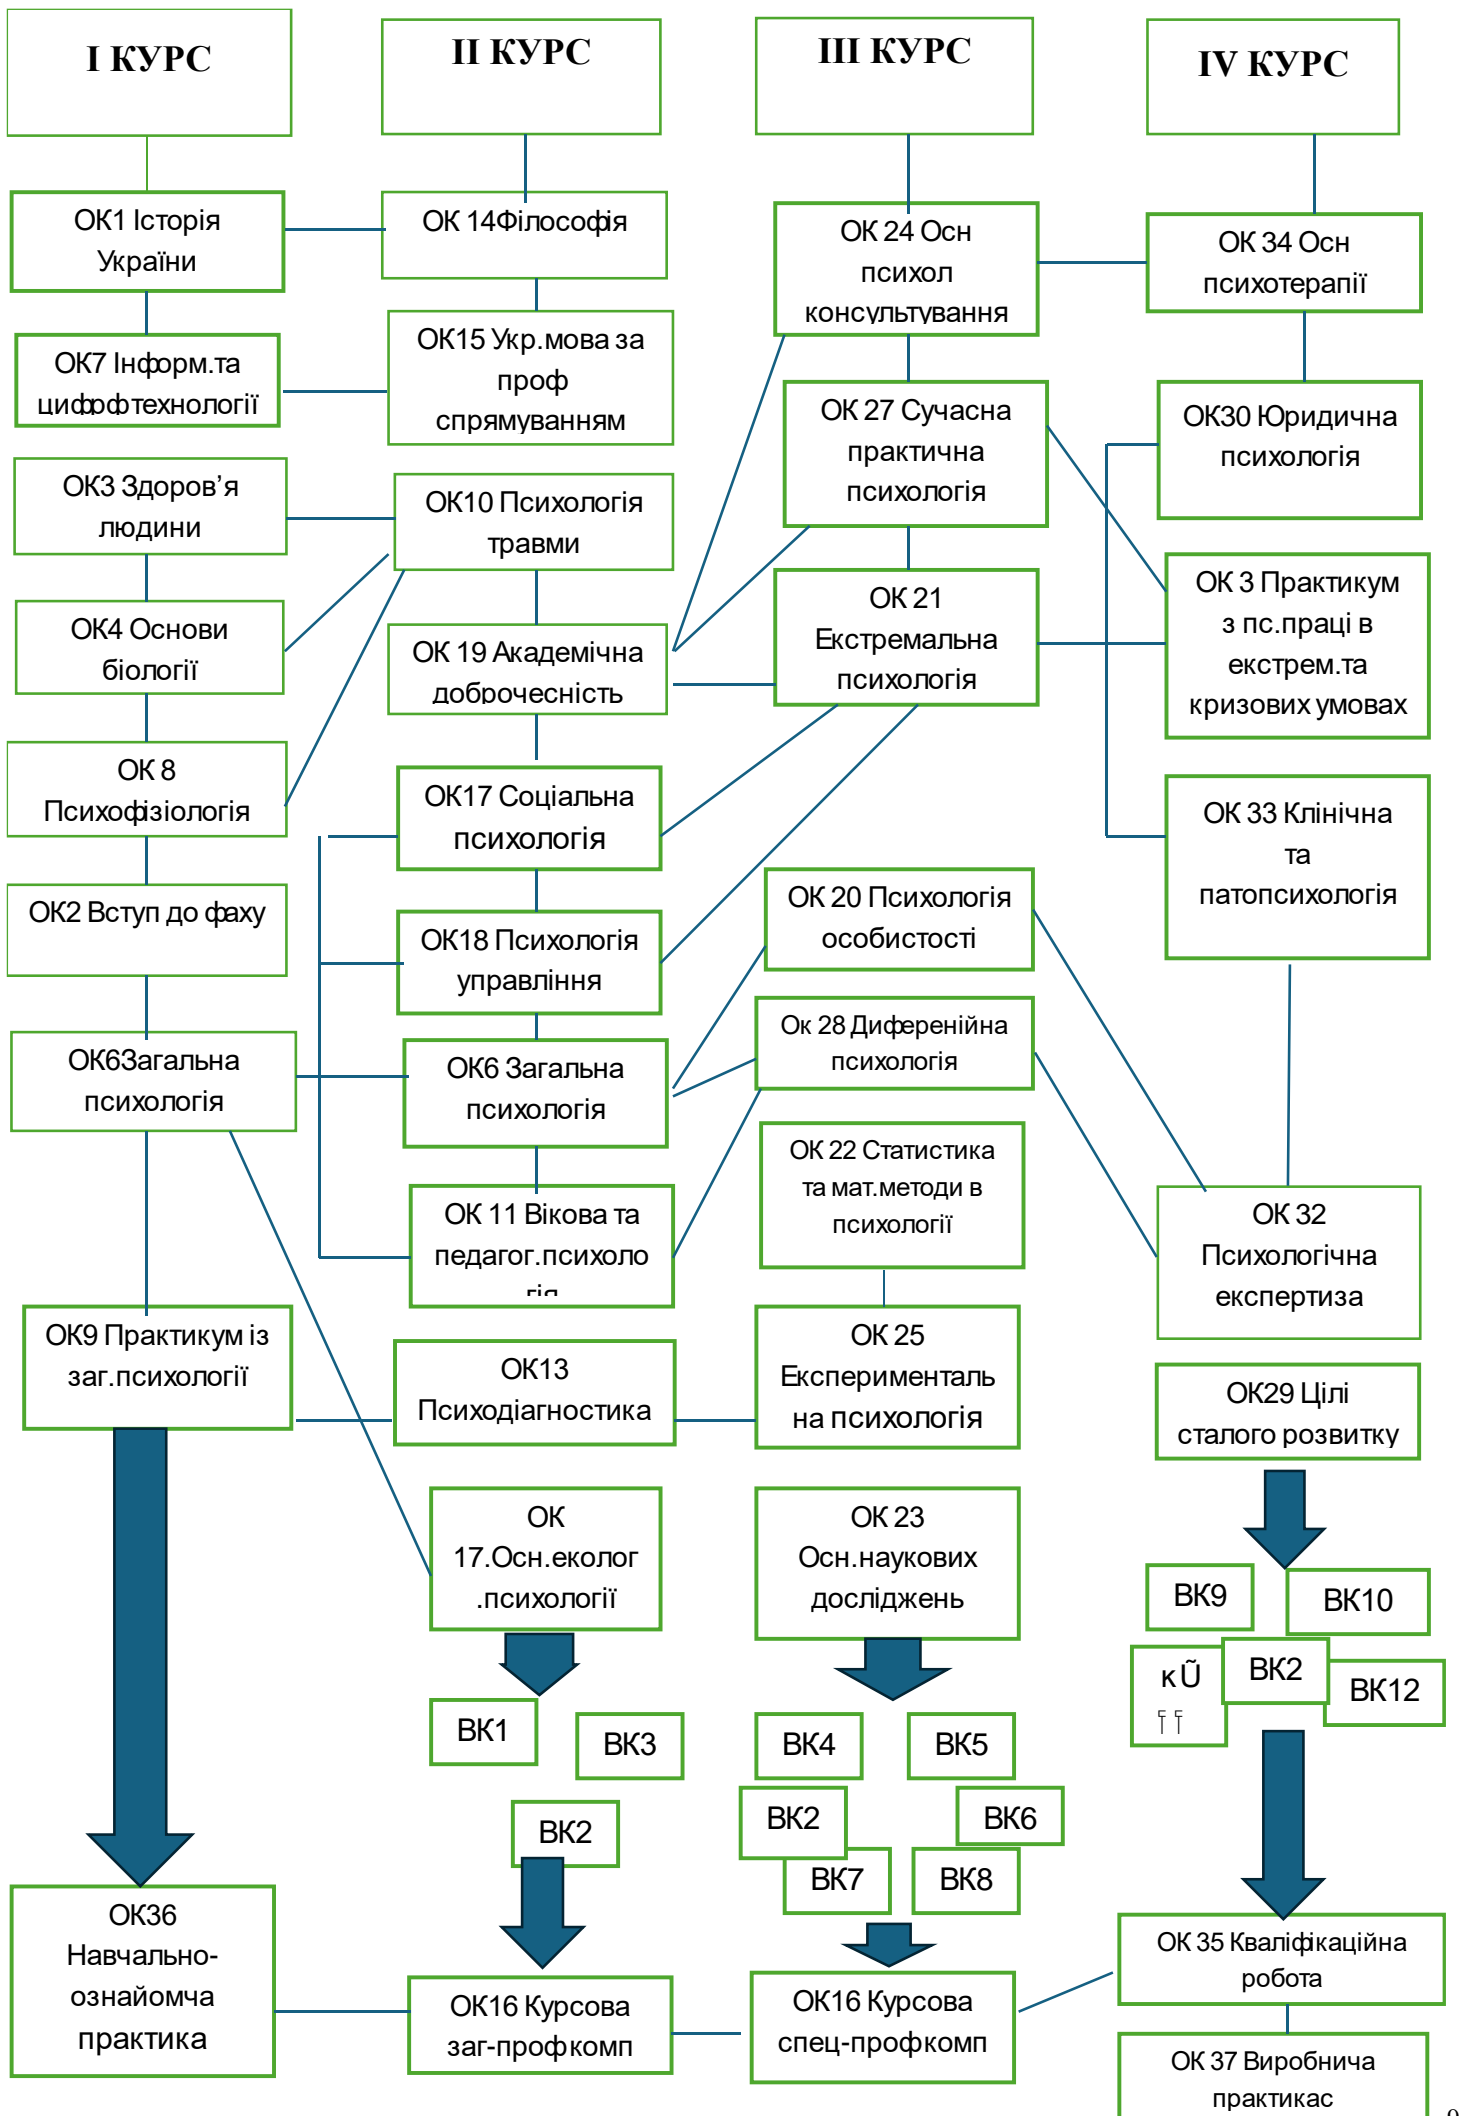 І КУРС
ІІ КУРС
ІІІ КУРС
IV КУРС
ОК1 Історія
України
ОК7 Інформ.та
цифрфтехнології
ОК3 Здоров’я
людини
ОК4 Основи
біології
ОК 8
Психофізіологія
ОК2 Вступ до фаху
ОК6Загальна
психологія
ОК9 Практикум із
заг.психології
ОК36
Навчально-
ознайомча
практика
ОК 14Філософія
ОК15 Укр.мова за
проф
спрямуванням
ОК10 Психологія
травми
ОК 19 Академічна
доброчесність
ОК17 Соціальна
психологія
ОК18 Психологія
управління
ОК6 Загальна
психологія
ОК 11 Вікова та
педагог.психоло
гія
ОК13
Психодіагностика
ОК
17.Осн.еколог
.психології
ВК1
ВК3
ВК2
ОК16 Курсова
заг-профкомп
ОК 24 Осн
психол
консультування
ОК 27 Сучасна
практична
психологія
ОК 21
Екстремальна
психологія
ОК 20 Психологія
особистості
Ок 28 Диференійна
психологія
ОК 22 Статистика
та мат.методи в
психології
ОК 25
Експерименталь
на психологія
ОК 23
Осн.наукових
досліджень
ВК4
ВК5
ВК2
ВК6
ВК7
ВК8
ОК16 Курсова
спец-профкомп
ОК 34 Осн
психотерапії
ОК30 Юридична
психологія
ОК 3 Практикум
з пс.праці в
екстрем.та
кризових умовах
ОК 33 Клінічна
та
патопсихологія
ОК 32
Психологічна
експертиза
ОК29 Цілі
сталого розвитку
ВК9
ВК10
ВК2
ВК12
ОК 35 Кваліфікаційна
робота
ОК 37 Виробнича
практикас